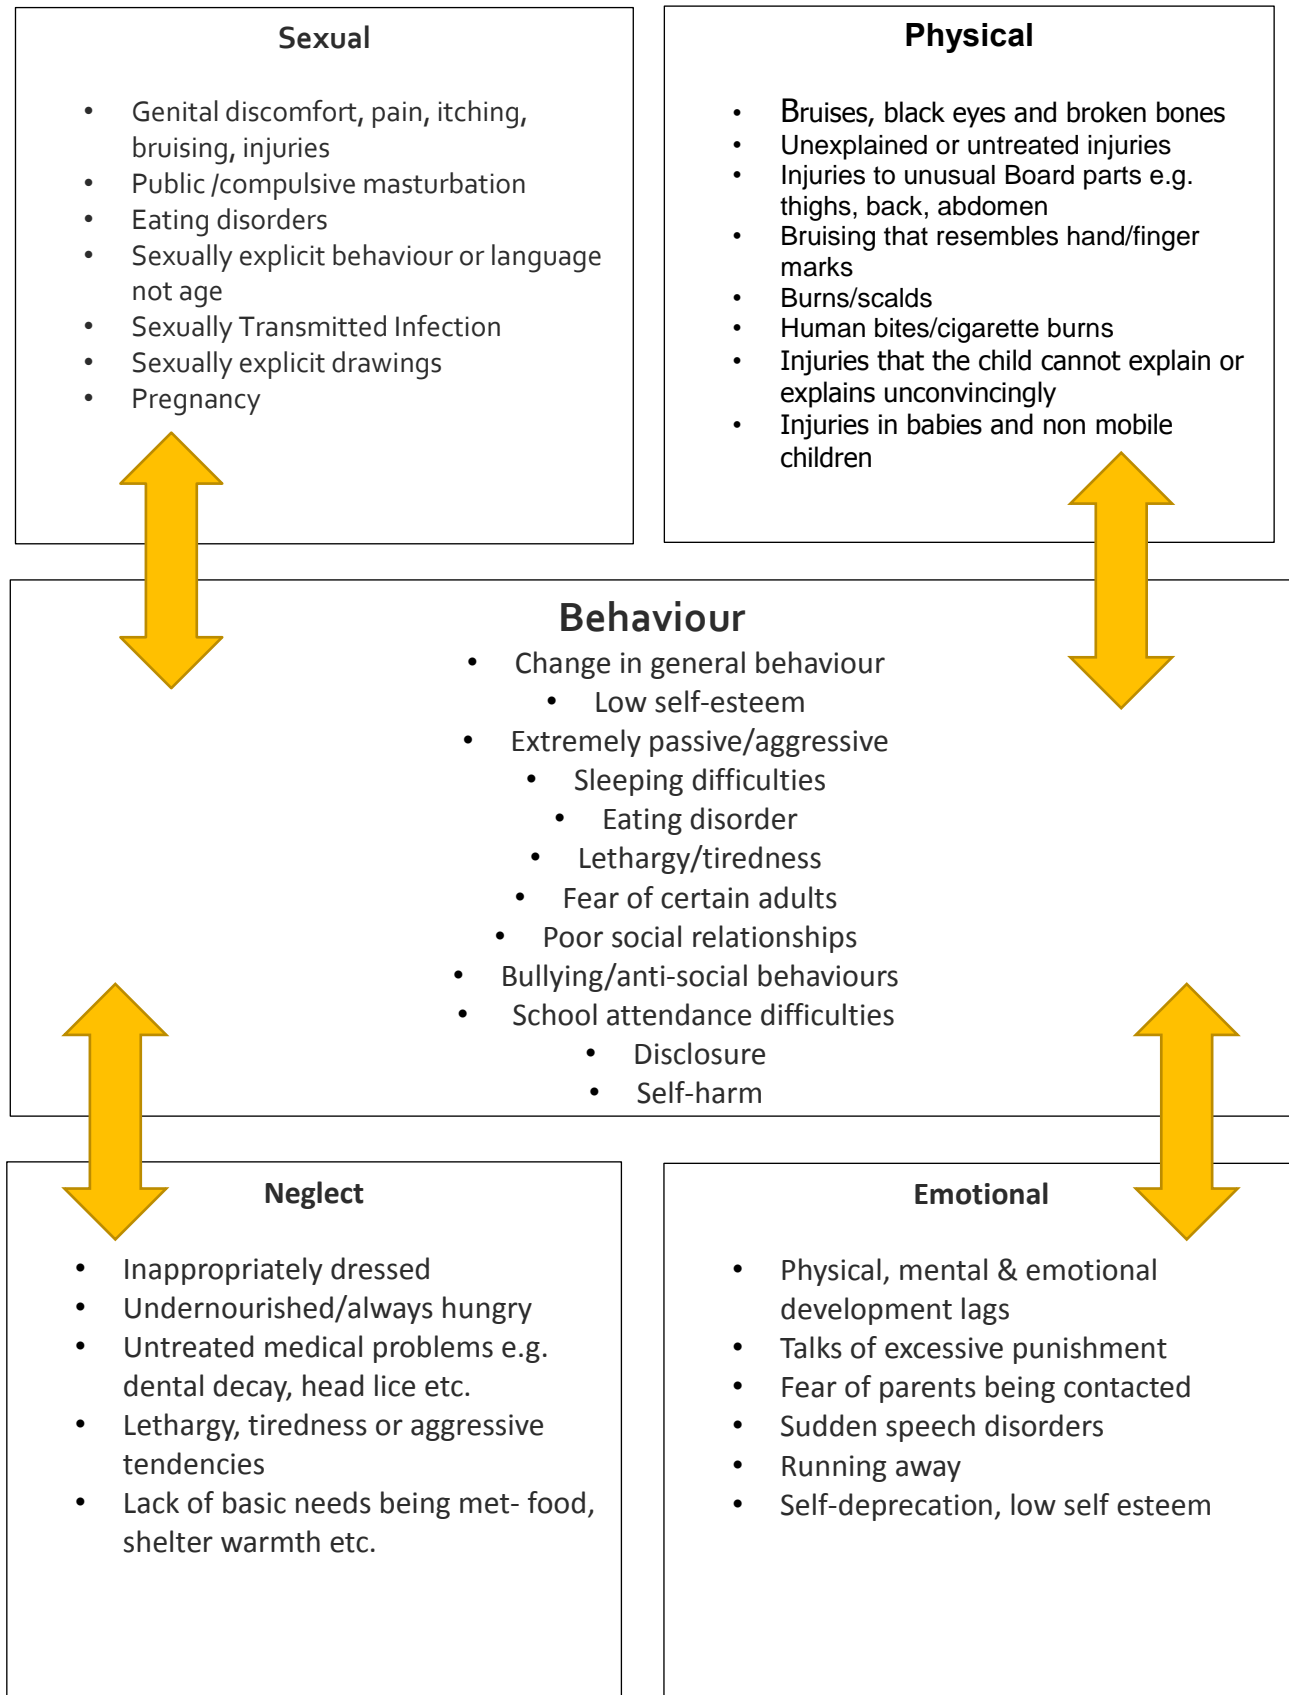 Sexual
• Genital discomfort, pain, itching,
bruising, injuries
• Public /compulsive masturbation
• Eating disorders
• Sexually explicit behaviour or language
not age
• Sexually Transmitted Infection
• Sexually explicit drawings
• Pregnancy
Physical
• Bruises, black eyes and broken bones
• Unexplained or untreated injuries
• Injuries to unusual Board parts e.g.
thighs, back, abdomen
• Bruising that resembles hand/finger
marks
• Burns/scalds
• Human bites/cigarette burns
• Injuries that the child cannot explain or
explains unconvincingly
• Injuries in babies and non mobile
children
Behaviour
• Change in general behaviour
• Low self-esteem
• Extremely passive/aggressive
• Sleeping difficulties
• Eating disorder
• Lethargy/tiredness
• Fear of certain adults
• Poor social relationships
• Bullying/anti-social behaviours
• School attendance difficulties
• Disclosure
• Self-harm
Neglect
• Inappropriately dressed
• Undernourished/always hungry
• Untreated medical problems e.g.
dental decay, head lice etc.
• Lethargy, tiredness or aggressive
tendencies
• Lack of basic needs being met- food,
shelter warmth etc.
Emotional
• Physical, mental & emotional
development lags
• Talks of excessive punishment
• Fear of parents being contacted
• Sudden speech disorders
• Running away
• Self-deprecation, low self esteem